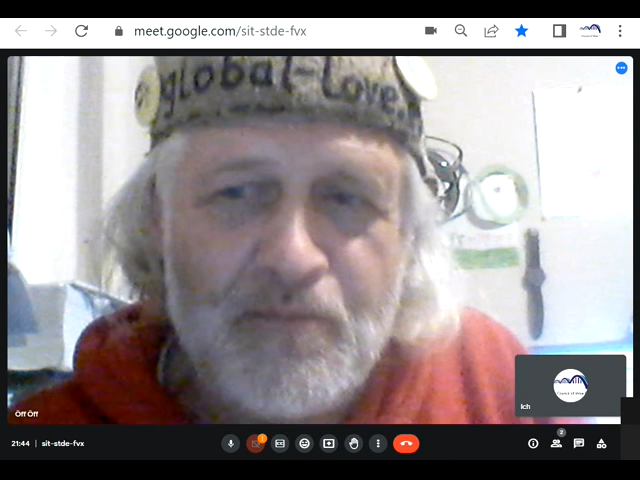 meet.google.com/sit-stde-fvx
global-love.
Öff Öff
Ich
21:44 | sit-stde-fvx
2